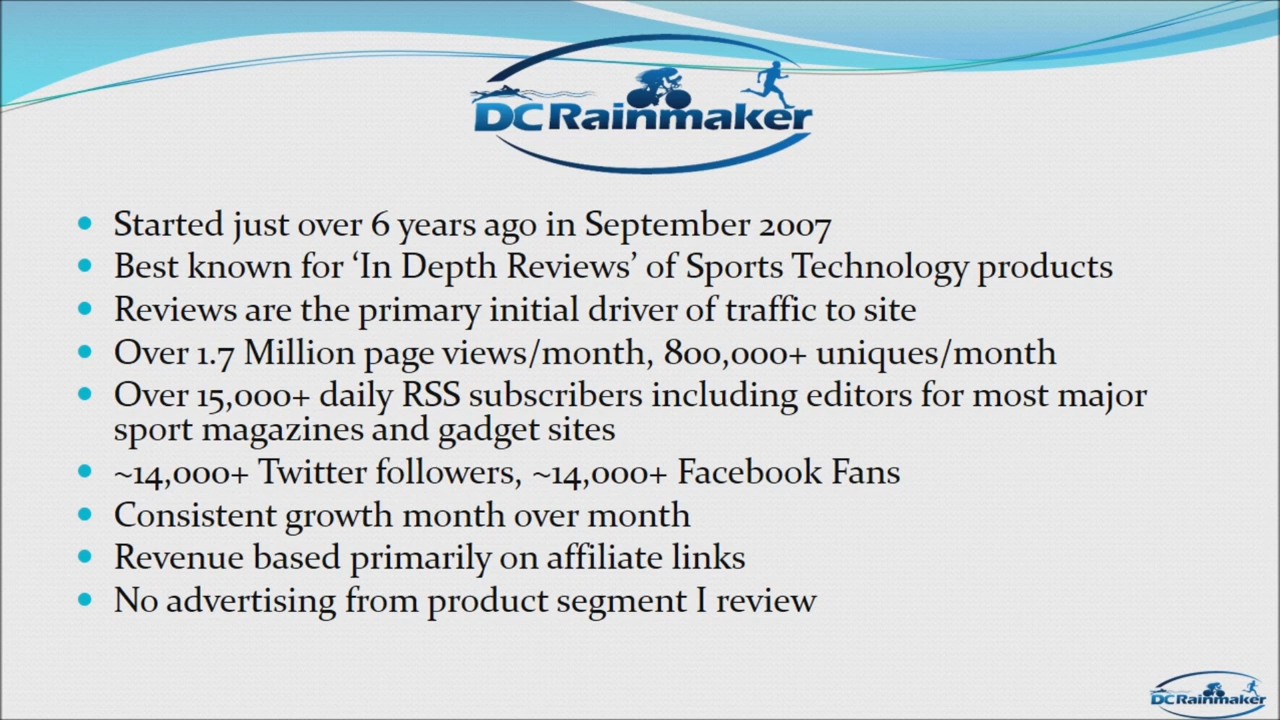 DC Rainmaker
Started just over 6 years ago in September 2007
Best known for ‘In Depth Reviews’ of Sports Technology products
Reviews are the primary initial driver of traffic to site
Over 1.7 Million page views/month, 800,000+ uniques/month
Over 15,000+ daily RSS subscribers including editors for most major
sport magazines and gadget sites
~14,000+ Twitter followers, ~14,000+ Facebook Fans
Consistent growth month over month
Revenue based primarily on affiliate links
No advertising from product segment I review
DC Rainmaker